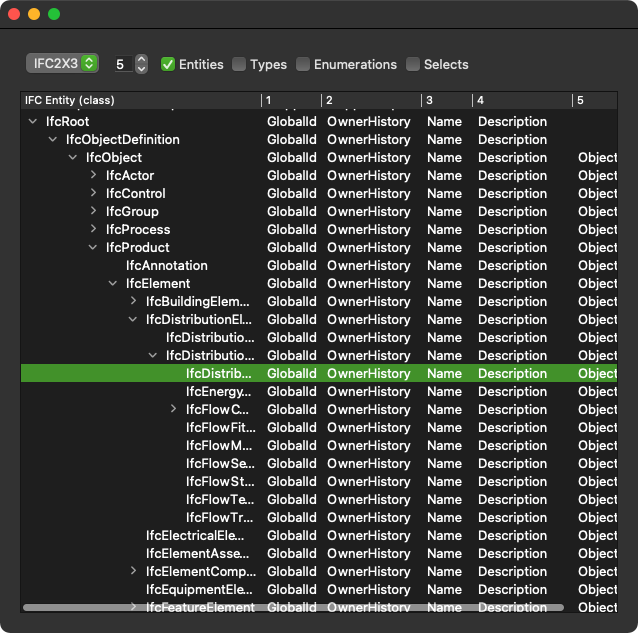 IFC2X3 5 Entities Types Enumerations Selects
IFC Entity (class) 1 2 3 4 5
IfcRoot GlobalId OwnerHistory Name Description
IfcObjectDefinition GlobalId OwnerHistory Name Description
IfcObject GlobalId OwnerHistory Name Description Object
IfcActor GlobalId OwnerHistory Name Description Object
IfcControl GlobalId OwnerHistory Name Description Object
IfcGroup GlobalId OwnerHistory Name Description Object
IfcProcess GlobalId OwnerHistory Name Description Object
IfcProduct GlobalId OwnerHistory Name Description Object
IfcAnnotation GlobalId OwnerHistory Name Description Object
IfcElement GlobalId OwnerHistory Name Description Object
IfcBuildingElem... GlobalId OwnerHistory Name Description Object
IfcDistributionEl... GlobalId OwnerHistory Name Description Object
IfcDistributio... GlobalId OwnerHistory Name Description Object
IfcDistributio... GlobalId OwnerHistory Name Description Object
IfcDistrib... GlobalId OwnerHistory Name Description Object
IfcEnergy... GlobalId OwnerHistory Name Description Object
IfcFlowC... GlobalId OwnerHistory Name Description Object
IfcFlowFit... GlobalId OwnerHistory Name Description Object
IfcFlowM... GlobalId OwnerHistory Name Description Object
IfcFlowSe... GlobalId OwnerHistory Name Description Object
IfcFlowSt... GlobalId OwnerHistory Name Description Object
IfcFlowTe... GlobalId OwnerHistory Name Description Object
IfcFlowTr... GlobalId OwnerHistory Name Description Object
IfcElectricalEle... GlobalId OwnerHistory Name Description Object
IfcElementAsse... GlobalId OwnerHistory Name Description Object
IfcElementComp... GlobalId OwnerHistory Name Description Object
IfcEquipmentEle... GlobalId OwnerHistory Name Description Object
IfcFeatureElement GlobalId OwnerHistory Name Description Object